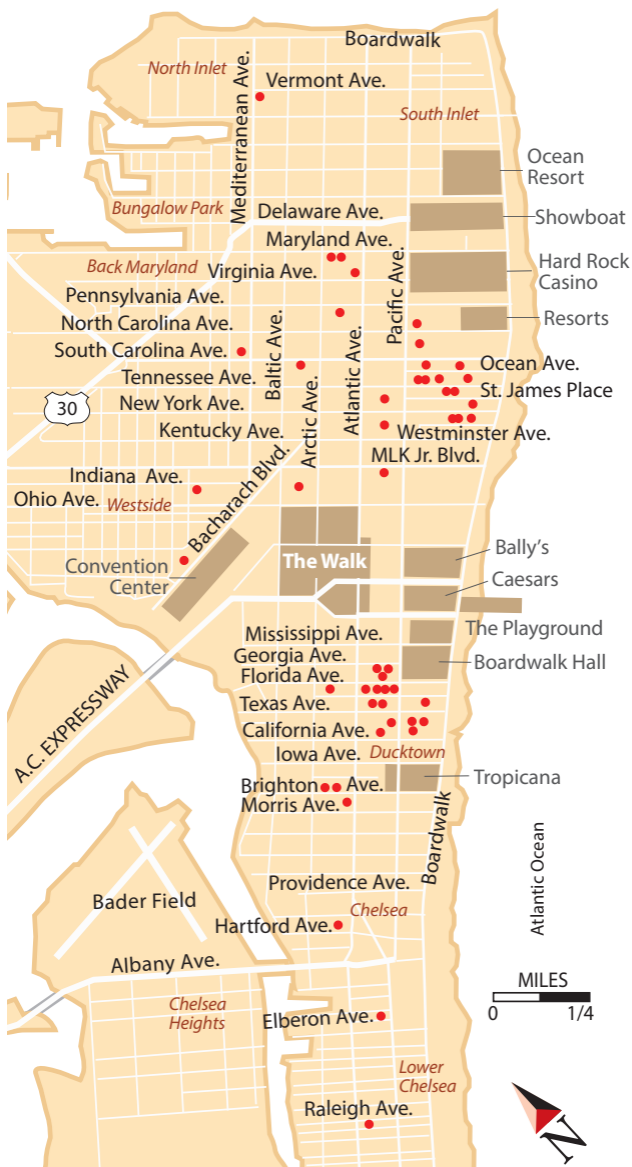 Boardwalk
North Inlet
Mediterranean Ave.
Vermont Ave.
South Inlet
Ocean
Resort
Bungalow Park
Delaware Ave.
Showboat
Maryland Ave.
Back Maryland
Virginia Ave.
Hard Rock
Casino
Pacific Ave.
Pennsylvania Ave.
North Carolina Ave.
Resorts
South Carolina Ave.
Baltic Ave.
Atlantic Ave.
Ocean Ave.
Tennessee Ave.
St. James Place
30
New York Ave.
Arctic Ave.
Kentucky Ave.
Westminster Ave.
MLK Jr. Blvd.
Indiana Ave.
Ohio Ave.
Westside
Bacharach Blvd.
Convention
Center
The Walk
Bally's
Caesars
Mississippi Ave.
The Playground
Georgia Ave.
Boardwalk Hall
Florida Ave.
A.C. EXPRESSWAY
Texas Ave.
California Ave.
Iowa Ave.
Ducktown
Brighton Ave.
Tropicana
Morris Ave.
Boardwalk
Providence Ave.
Bader Field
Chelsea
Atlantic Ocean
Hartford Ave.
Albany Ave.
MILES
0 1/4
Chelsea
Heights
Elberon Ave.
Lower
Chelsea
Raleigh Ave.
N